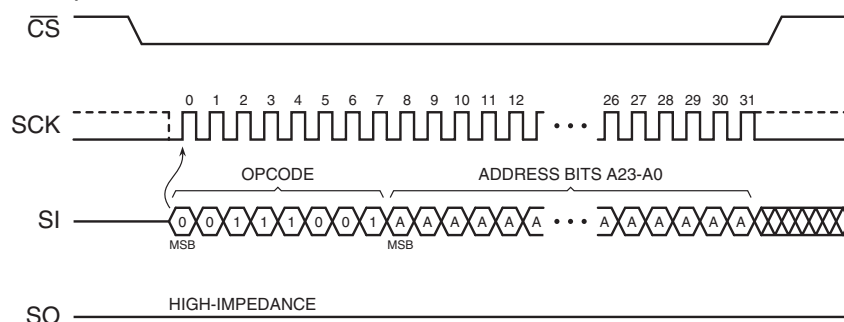 CS
0 1 2 3 4 5 6 7 8 9 10 11 12 26 27 28 29 30 31
SCK
OPCODE ADDRESS BITS A23-A0
SI 0 0 1 1 1 0 0 1 A A A A A A A A A A A A
MSB MSB
HIGH-IMPEDANCE
SO